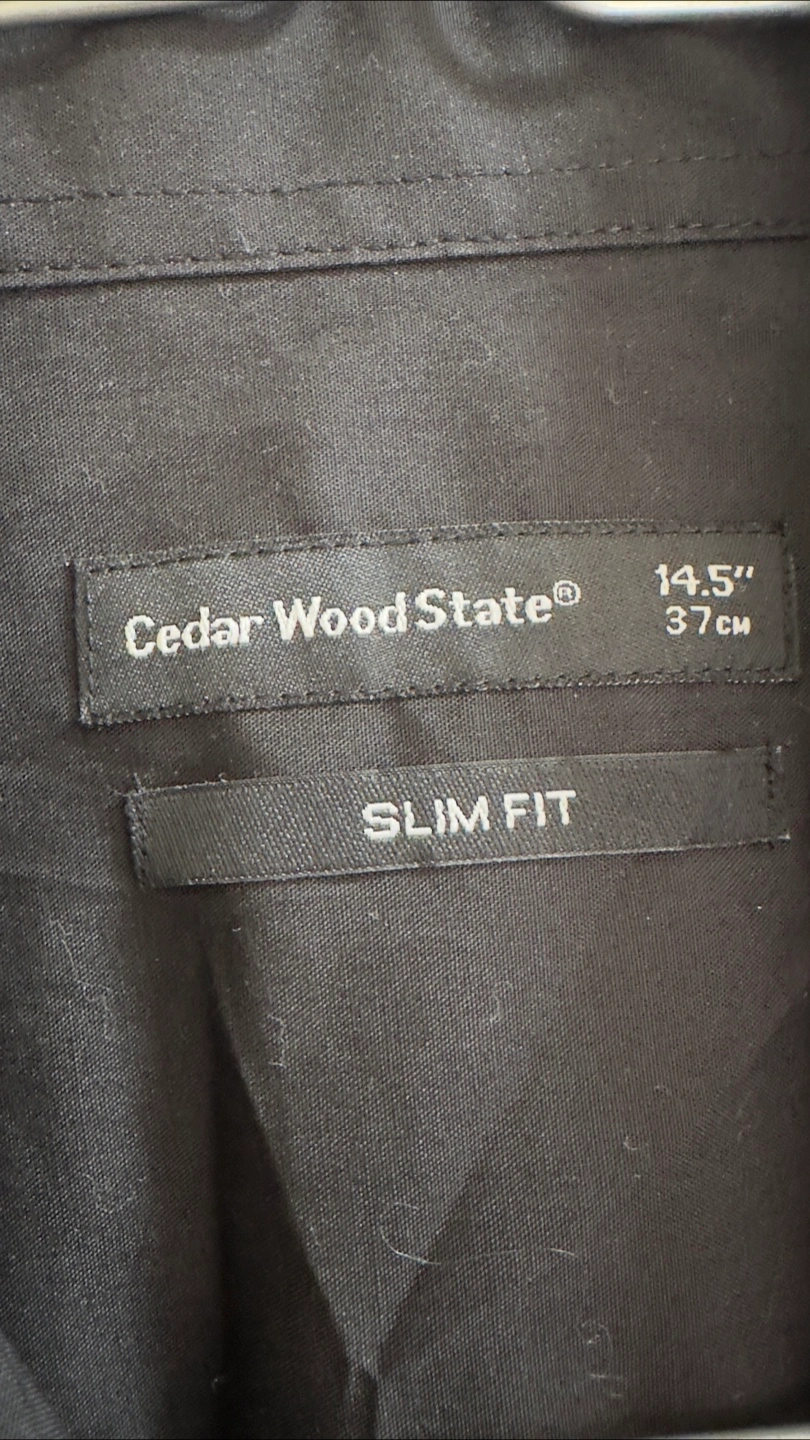 Cedar Wood State®
14.5"
37CM
SLIM FIT